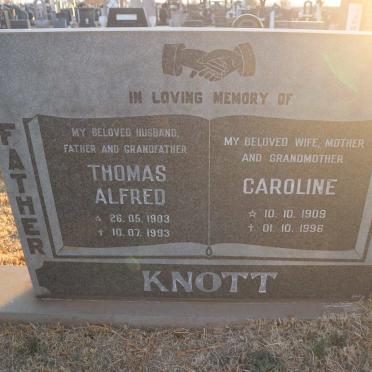 IN LOVING MEMORY OF
FATHER
MY BELOVED HUSBAND,
FATHER AND GRANDFATHER
THOMAS
ALFRED
☆ 26. 05. 1903
✝ 10. 07. 1993
MY BELOVED WIFE, MOTHER
AND GRANDMOTHER
CAROLINE
☆ 10. 10. 1909
✝ 01. 10. 1996
KNOTT